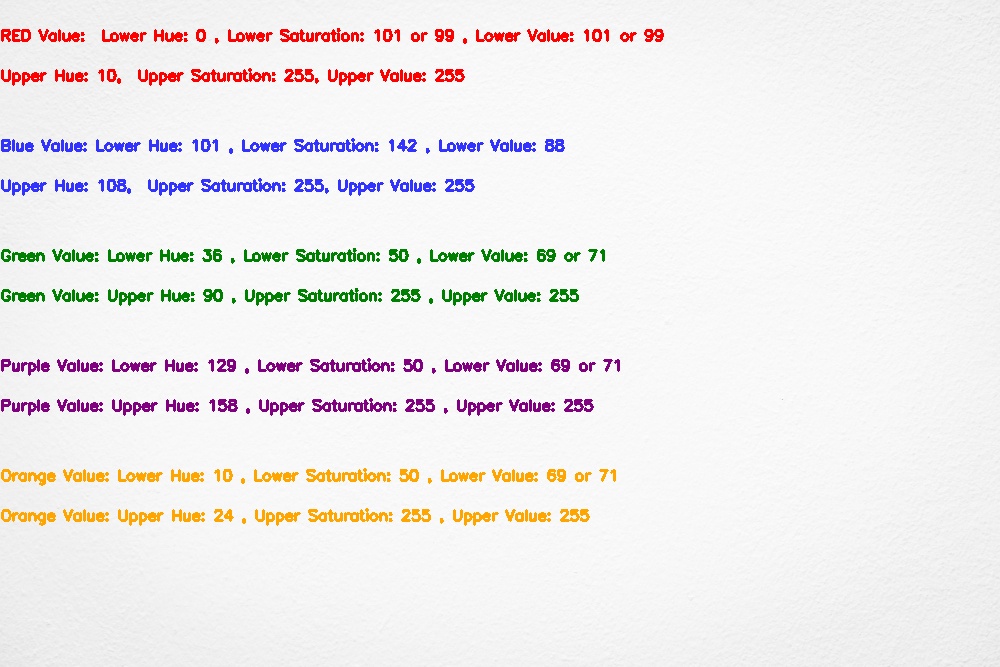 RED Value:  Lower Hue: 0 , Lower Saturation: 101 or 99 , Lower Value: 101 or 99
Upper Hue: 10,  Upper Saturation: 255, Upper Value: 255
Blue Value: Lower Hue: 101 , Lower Saturation: 142 , Lower Value: 88
Upper Hue: 108,  Upper Saturation: 255, Upper Value: 255
Green Value: Lower Hue: 36 , Lower Saturation: 50 , Lower Value: 69 or 71
Green Value: Upper Hue: 90 , Upper Saturation: 255 , Upper Value: 255
Purple Value: Lower Hue: 129 , Lower Saturation: 50 , Lower Value: 69 or 71
Purple Value: Upper Hue: 158 , Upper Saturation: 255 , Upper Value: 255
Orange Value: Lower Hue: 10 , Lower Saturation: 50 , Lower Value: 69 or 71
Orange Value: Upper Hue: 24 , Upper Saturation: 255 , Upper Value: 255